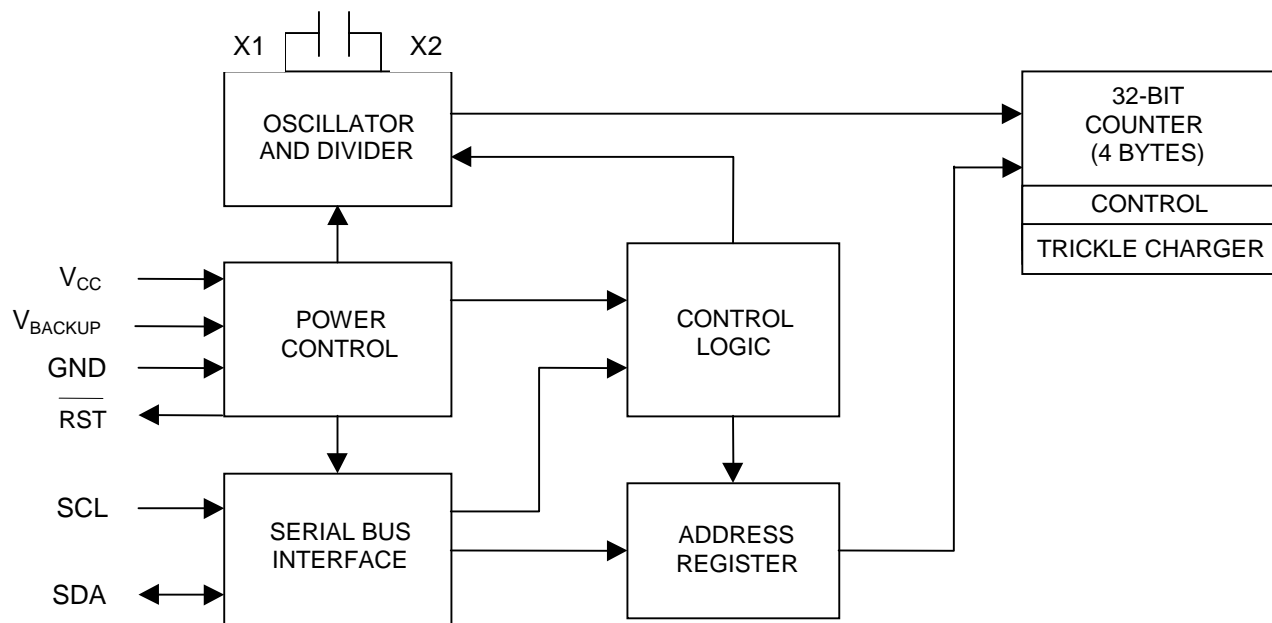 X1
X2
OSCILLATOR
AND DIVIDER
32-BIT
COUNTER
(4 BYTES)
CONTROL
TRICKLE CHARGER
VCC
VBACKUP
GND
RST
POWER
CONTROL
CONTROL
LOGIC
SCL
SDA
SERIAL BUS
INTERFACE
ADDRESS
REGISTER